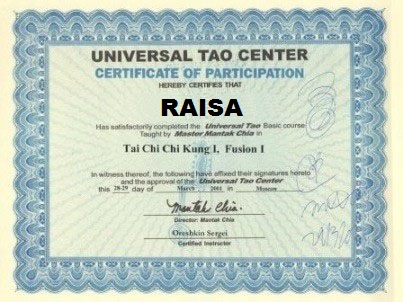 UNIVERSAL TAO CENTER
CERTIFICATE OF PARTICIPATION
HEREBY CERTIFIES THAT
RAISA
Has satisfactorily completed the Universal Tao Basic course
Taught by Master Mantak Chia in
Tai Chi Chi Kung I, Fusion I
In witness thereof, the following have affixed their signatures hereto
and the approval of the Universal Tao Center
this 28-29 day of March 2001 in Moscow
Mantak Chia
Director: Mantak Chia
Oreshkin Sergei
Certified Instructor